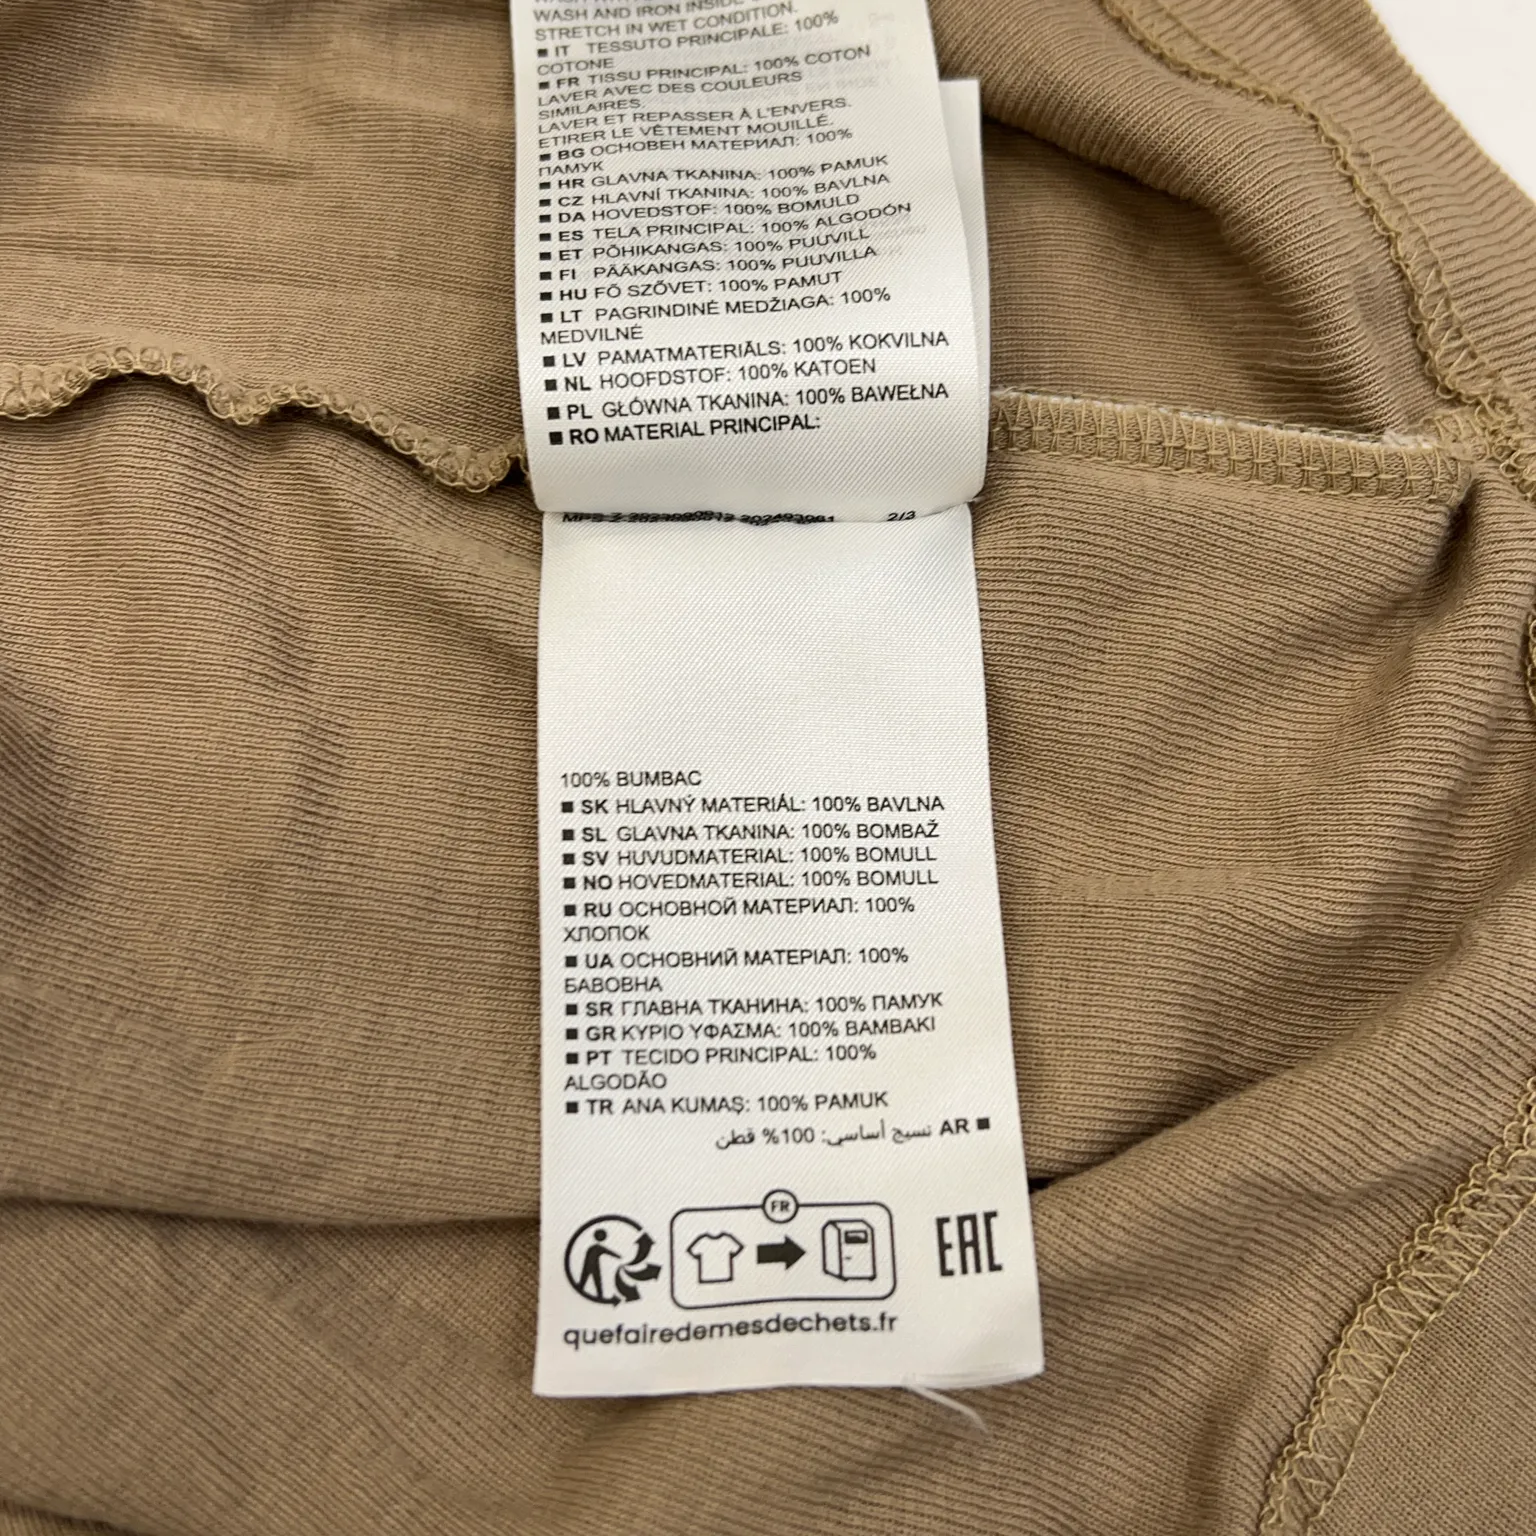 WASH AND IRON INSIDE
STRETCH IN WET CONDITION.
■ IT TESSUTO PRINCIPALE: 100%
COTONE
■ FR TISSU PRINCIPAL: 100% COTON
LAVER AVEC DES COULEURS
SIMILAIRES.
LAVER ET REPASSER À L'ENVERS.
ETIRER LE VÊTEMENT MOUILLÉ.
■ BG ОСНОВЕН МАТЕРИАЛ: 100%
ПАМУК
■ HR GLAVNA TKANINA: 100% PAMUK
■ CZ HLAVNÍ TKANINA: 100% BAVLNA
■ DA HOVEDSTOF: 100% BOMULD
■ ES TELA PRINCIPAL: 100% ALGODÓN
■ ET PÕHIKANGAS: 100% PUUVILL
■ FI PÄÄKANGAS: 100% PUUVILLA
■ HU FŐ SZÖVET: 100% PAMUT
■ LT PAGRINDINĖ MEDŽIAGA: 100%
MEDVILNĖ
■ LV PAMATMATERIĀLS: 100% KOKVILNA
■ NL HOOFDSTOF: 100% KATOEN
■ PL GŁÓWNA TKANINA: 100% BAWEŁNA
■ RO MATERIAL PRINCIPAL:
2/3
100% BUMBAC
■ SK HLAVNÝ MATERIÁL: 100% BAVLNA
■ SL GLAVNA TKANINA: 100% BOMBAŽ
■ SV HUVUDMATERIAL: 100% BOMULL
■ NO HOVEDMATERIAL: 100% BOMULL
■ RU ОСНОВНОЙ МАТЕРИАЛ: 100%
ХЛОПОК
■ UA ОСНОВНИЙ МАТЕРІАЛ: 100%
БАВОВНА
■ SR ГЛАВНА ТКАНИНА: 100% ПАМУК
■ GR ΚΥΡΙΟ ΥΦΑΣΜΑ: 100% ΒΑΜΒΑΚΙ
■ PT TECIDO PRINCIPAL: 100%
ALGODÃO
■ TR ANA KUMAŞ: 100% PAMUK
■ AR نسيج أساسي: 100% قطن
FR
EAC
quefairedemesdechets.fr